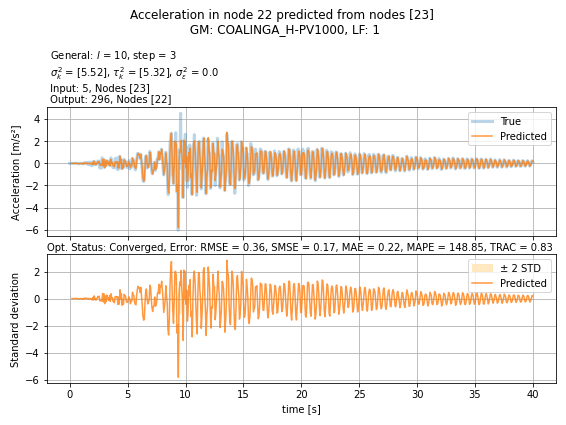 Acceleration in node 22 predicted from nodes [23]
GM: COALINGA_H-PV1000, LF: 1
General: l = 10, step = 3
σ²ₖ = [5.52], τ²ₖ = [5.32], σ²ᵣ = 0.0
Input: 5, Nodes [23]
Output: 296, Nodes [22]
True
Predicted
Acceleration [m/s²]
4
2
0
−2
−4
−6
Opt. Status: Converged, Error: RMSE = 0.36, SMSE = 0.17, MAE = 0.22, MAPE = 148.85, TRAC = 0.83
± 2 STD
Predicted
Standard deviation
2
0
−2
−4
−6
0 5 10 15 20 25 30 35 40
time [s]